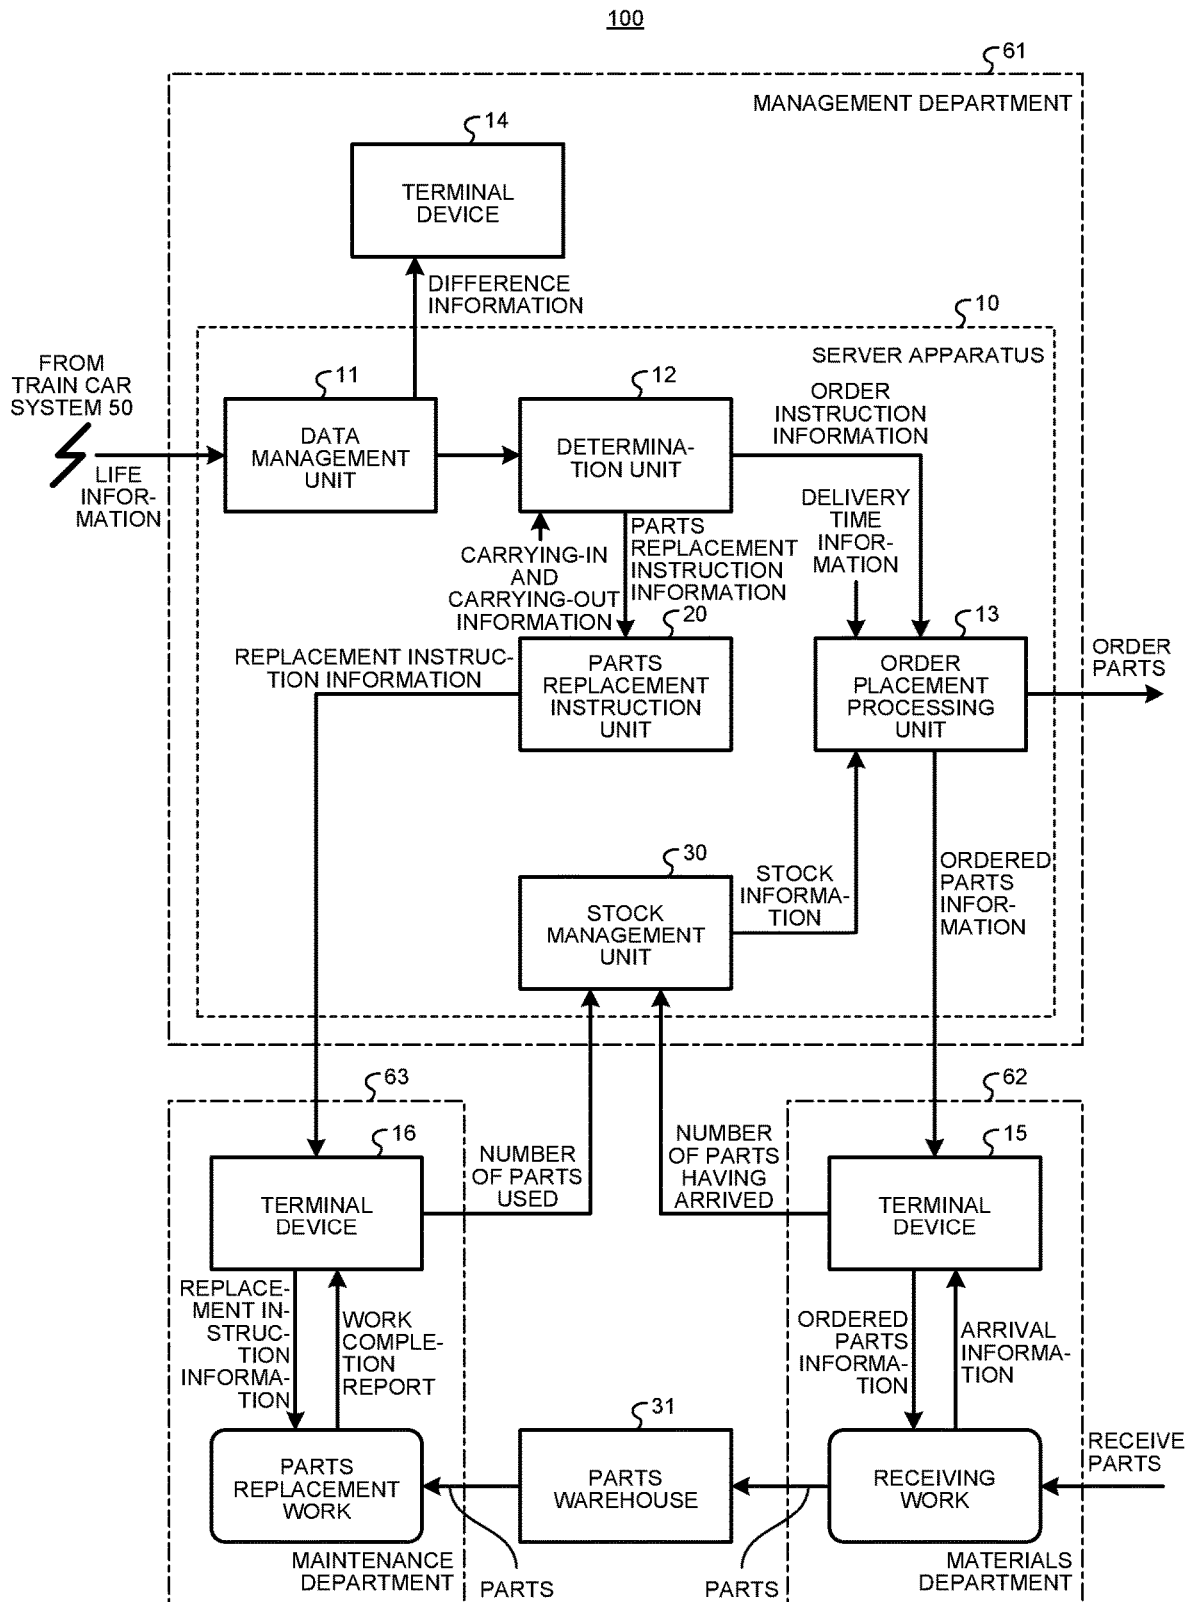 100
61
MANAGEMENT DEPARTMENT
14
TERMINAL
DEVICE
DIFFERENCE
INFORMATION
10
SERVER APPARATUS
FROM
TRAIN CAR
SYSTEM 50
LIFE
INFOR-
MATION
11
DATA
MANAGEMENT
UNIT
12
DETERMINA-
TION UNIT
ORDER
INSTRUCTION
INFORMATION
DELIVERY
TIME
INFOR-
MATION
CARRYING-IN
AND
CARRYING-OUT
INFORMATION
PARTS
REPLACEMENT
INSTRUCTION
INFORMATION
20
PARTS
REPLACEMENT
INSTRUCTION
UNIT
REPLACEMENT INSTRUC-
TION INFORMATION
13
ORDER
PLACEMENT
PROCESSING
UNIT
ORDER
PARTS
30
STOCK
MANAGEMENT
UNIT
STOCK
INFORMA-
TION
ORDERED
PARTS
INFOR-
MATION
63
16
TERMINAL
DEVICE
NUMBER
OF PARTS
USED
NUMBER
OF PARTS
HAVING
ARRIVED
62
15
TERMINAL
DEVICE
REPLACE-
MENT IN-
STRUC-
TION
INFORMA-
TION
WORK
COMPLE-
TION
REPORT
ORDERED
PARTS
INFORMA-
TION
ARRIVAL
INFORMA-
TION
PARTS
REPLACEMENT
WORK
31
PARTS
WAREHOUSE
RECEIVING
WORK
RECEIVE
PARTS
MAINTENANCE
DEPARTMENT
PARTS
PARTS
MATERIALS
DEPARTMENT